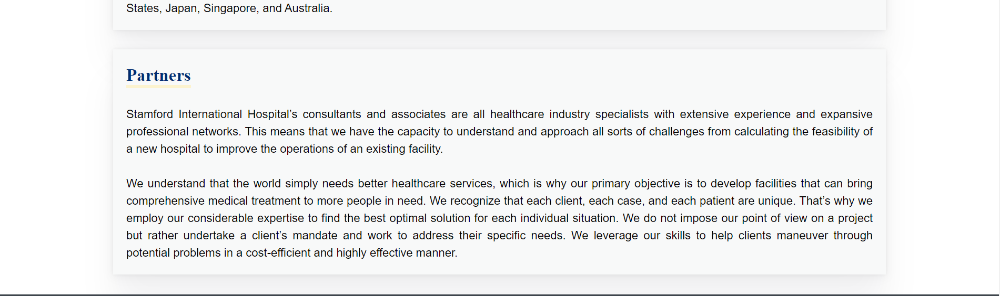 States, Japan, Singapore, and Australia.
Partners
Stamford International Hospital’s consultants and associates are all healthcare industry specialists with extensive experience and expansive
professional networks. This means that we have the capacity to understand and approach all sorts of challenges from calculating the feasibility of
a new hospital to improve the operations of an existing facility.
We understand that the world simply needs better healthcare services, which is why our primary objective is to develop facilities that can bring
comprehensive medical treatment to more people in need. We recognize that each client, each case, and each patient are unique. That’s why we
employ our considerable expertise to find the best optimal solution for each individual situation. We do not impose our point of view on a project
but rather undertake a client’s mandate and work to address their specific needs. We leverage our skills to help clients maneuver through
potential problems in a cost-efficient and highly effective manner.